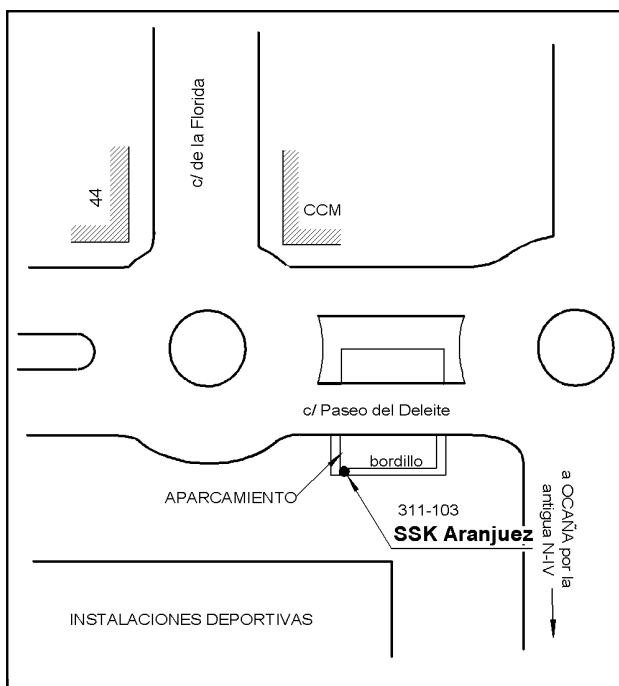 c/ de la Florida
44
CCM
c/ Paseo del Deleite
bordillo
APARCAMIENTO
311-103
SSK Aranjuez
a OCAÑA por la
antigua N-IV
INSTALACIONES DEPORTIVAS